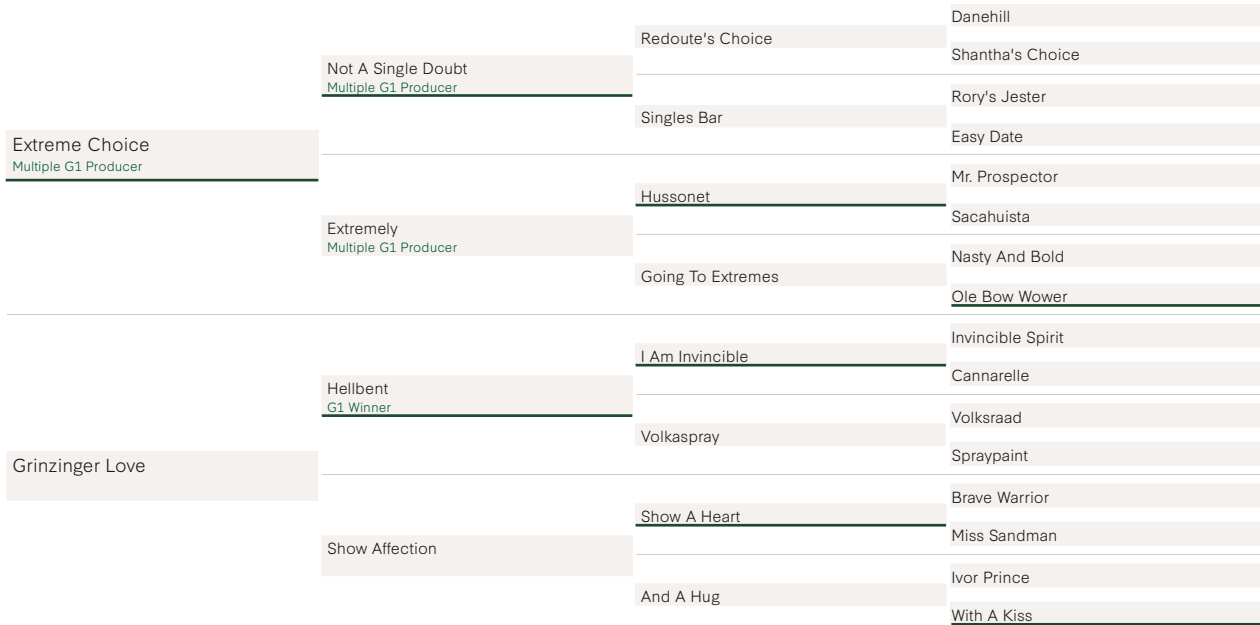 Extreme Choice
Multiple G1 Producer
Grinzinger Love
Not A Single Doubt
Multiple G1 Producer
Extremely
Multiple G1 Producer
Hellbent
G1 Winner
Show Affection
Redoute's Choice
Singles Bar
Hussonet
Going To Extremes
I Am Invincible
Volkaspray
Show A Heart
And A Hug
Danehill
Shantha's Choice
Rory's Jester
Easy Date
Mr. Prospector
Sacahuista
Nasty And Bold
Ole Bow Wower
Invincible Spirit
Cannarelle
Volksraad
Spraypaint
Brave Warrior
Miss Sandman
Ivor Prince
With A Kiss